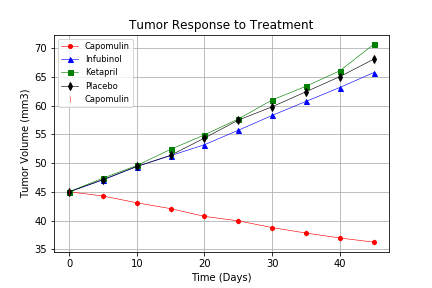 Tumor Response to Treatment
Capomulin
Infubinol
Ketapril
Placebo
Capomulin
70
65
60
55
50
45
40
35
Tumor Volume (mm3)
0 10 20 30 40
Time (Days)